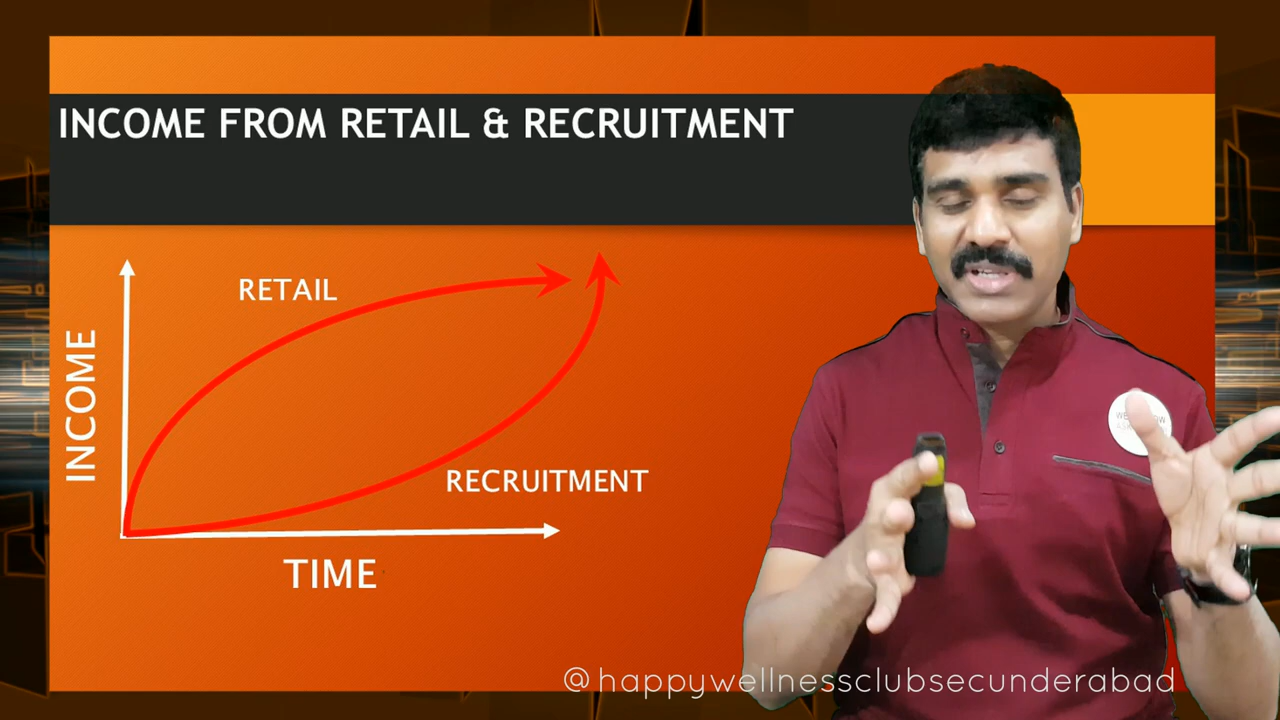 INCOME FROM RETAIL & RECRUITMENT
RETAIL
INCOME
RECRUITMENT
TIME
@happywellnessclubsecunderabad